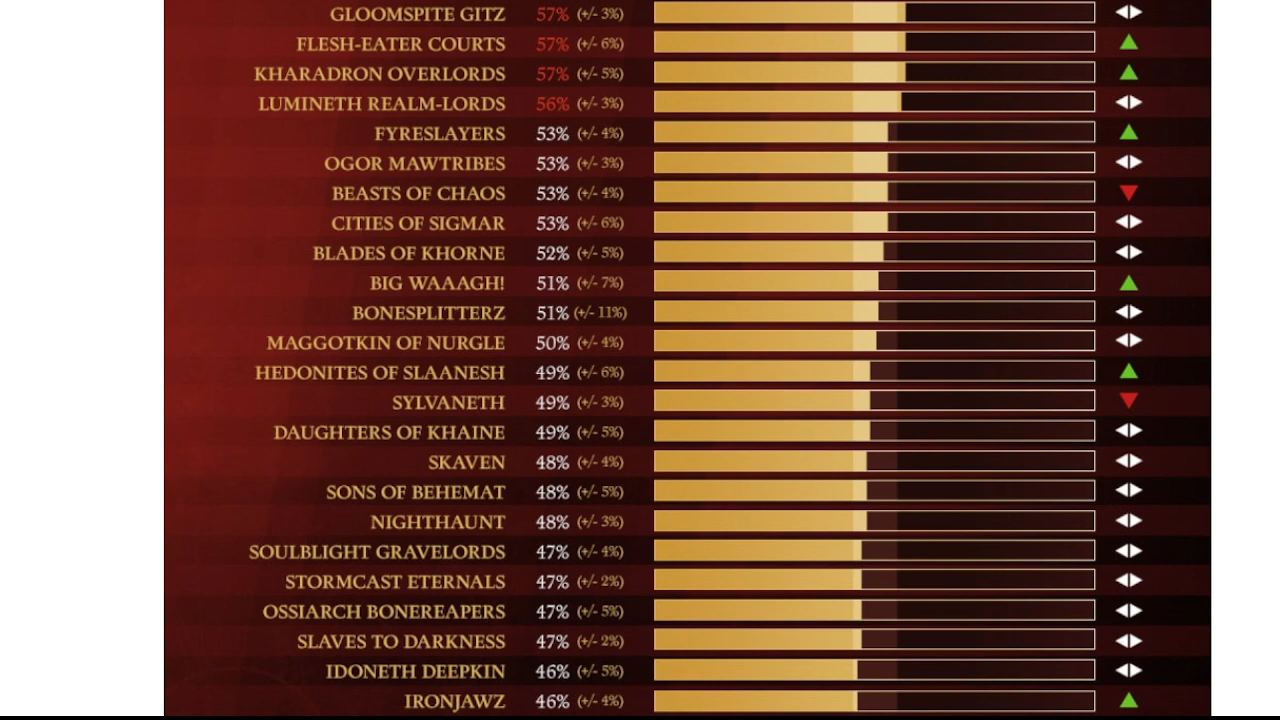 GLOOMSPITE GITZ 57% (+/- 3%)
FLESH-EATER COURTS 57% (+/- 6%)
KHARADRON OVERLORDS 57% (+/- 5%)
LUMINETH REALM-LORDS 56% (+/- 3%)
FYRESLAYERS 53% (+/- 4%)
OGOR MAWTRIBES 53% (+/- 3%)
BEASTS OF CHAOS 53% (+/- 4%)
CITIES OF SIGMAR 53% (+/- 6%)
BLADES OF KHORNE 52% (+/- 5%)
BIG WAAAGH! 51% (+/- 7%)
BONESPLITTERZ 51% (+/- 11%)
MAGGOTKIN OF NURGLE 50% (+/- 4%)
HEDONITES OF SLAANESH 49% (+/- 6%)
SYLVANETH 49% (+/- 3%)
DAUGHTERS OF KHAINE 49% (+/- 5%)
SKAVEN 48% (+/- 4%)
SONS OF BEHEMAT 48% (+/- 5%)
NIGHTHAUNT 48% (+/- 3%)
SOULBLIGHT GRAVELORDS 47% (+/- 4%)
STORMCAST ETERNALS 47% (+/- 2%)
OSSIARCH BONEREAPERS 47% (+/- 5%)
SLAVES TO DARKNESS 47% (+/- 2%)
IDONETH DEEPKIN 46% (+/- 5%)
IRONJAWZ 46% (+/- 4%)